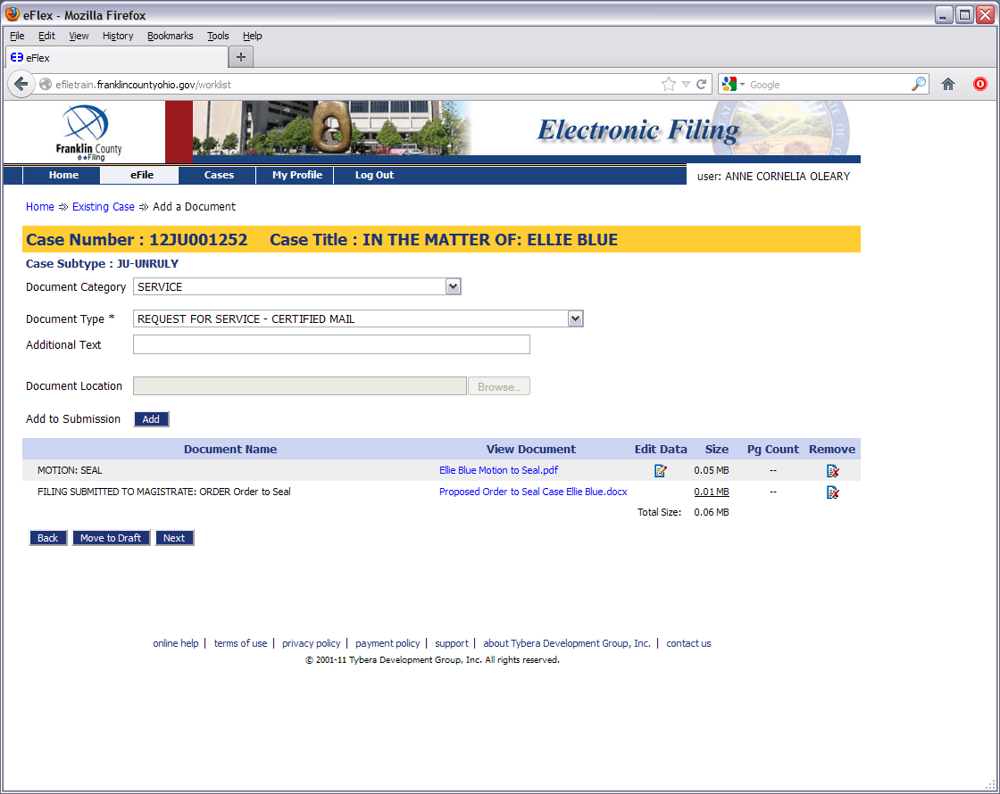 eFlex - Mozilla Firefox
File Edit View History Bookmarks Tools Help
eFlex
efiletrain.franklincountyohio.gov/worklist Google
Franklin County
e★Filing
Electronic Filing
Home eFile Cases My Profile Log Out
user: ANNE CORNELIA OLEARY
Home ⇒ Existing Case ⇒ Add a Document
Case Number : 12JU001252 Case Title : IN THE MATTER OF: ELLIE BLUE
Case Subtype : JU-UNRULY
Document Category SERVICE
Document Type * REQUEST FOR SERVICE - CERTIFIED MAIL
Additional Text
Document Location Browse...
Add to Submission Add
Document Name View Document Edit Data Size Pg Count Remove
MOTION: SEAL Ellie Blue Motion to Seal.pdf 0.05 MB --
FILING SUBMITTED TO MAGISTRATE: ORDER Order to Seal Proposed Order to Seal Case Ellie Blue.docx 0.01 MB --
Total Size: 0.06 MB
Back Move to Draft Next
online help | terms of use | privacy policy | payment policy | support | about Tybera Development Group, Inc. | contact us
© 2001-11 Tybera Development Group, Inc. All rights reserved.